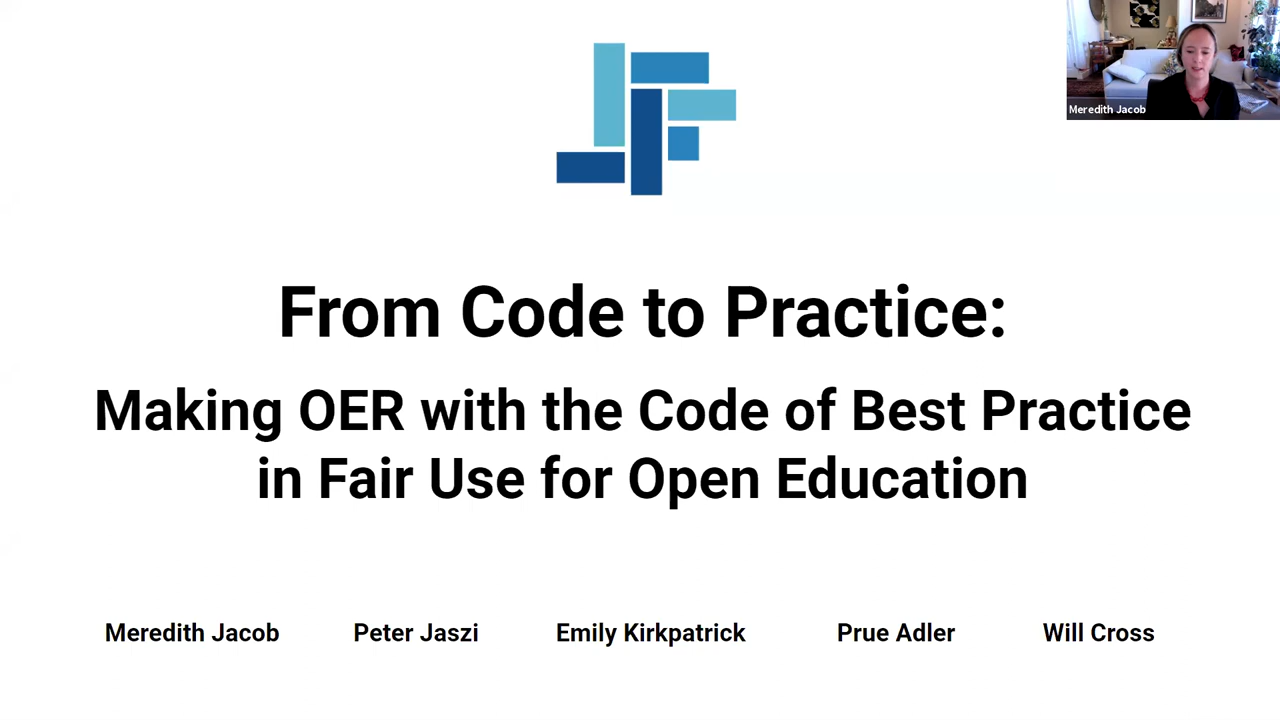 Meredith Jacob
From Code to Practice:
Making OER with the Code of Best Practice
in Fair Use for Open Education
Meredith Jacob Peter Jaszi Emily Kirkpatrick Prue Adler Will Cross